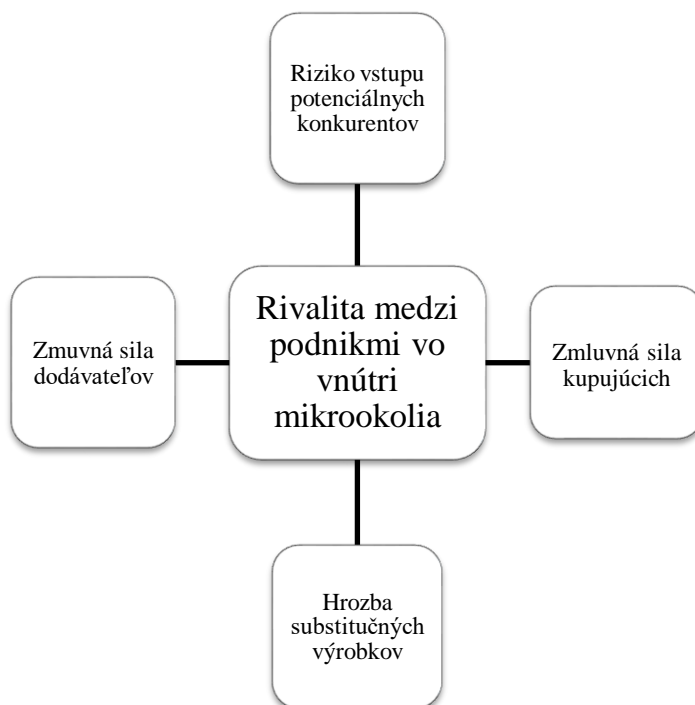 Riziko vstupu
potenciálnych
konkurentov
Zmuvná sila
dodávateľov
Rivalita medzi
podnikmi vo
vnútri
mikrookolia
Zmluvná sila
kupujúcich
Hrozba
substitučných
výrobkov